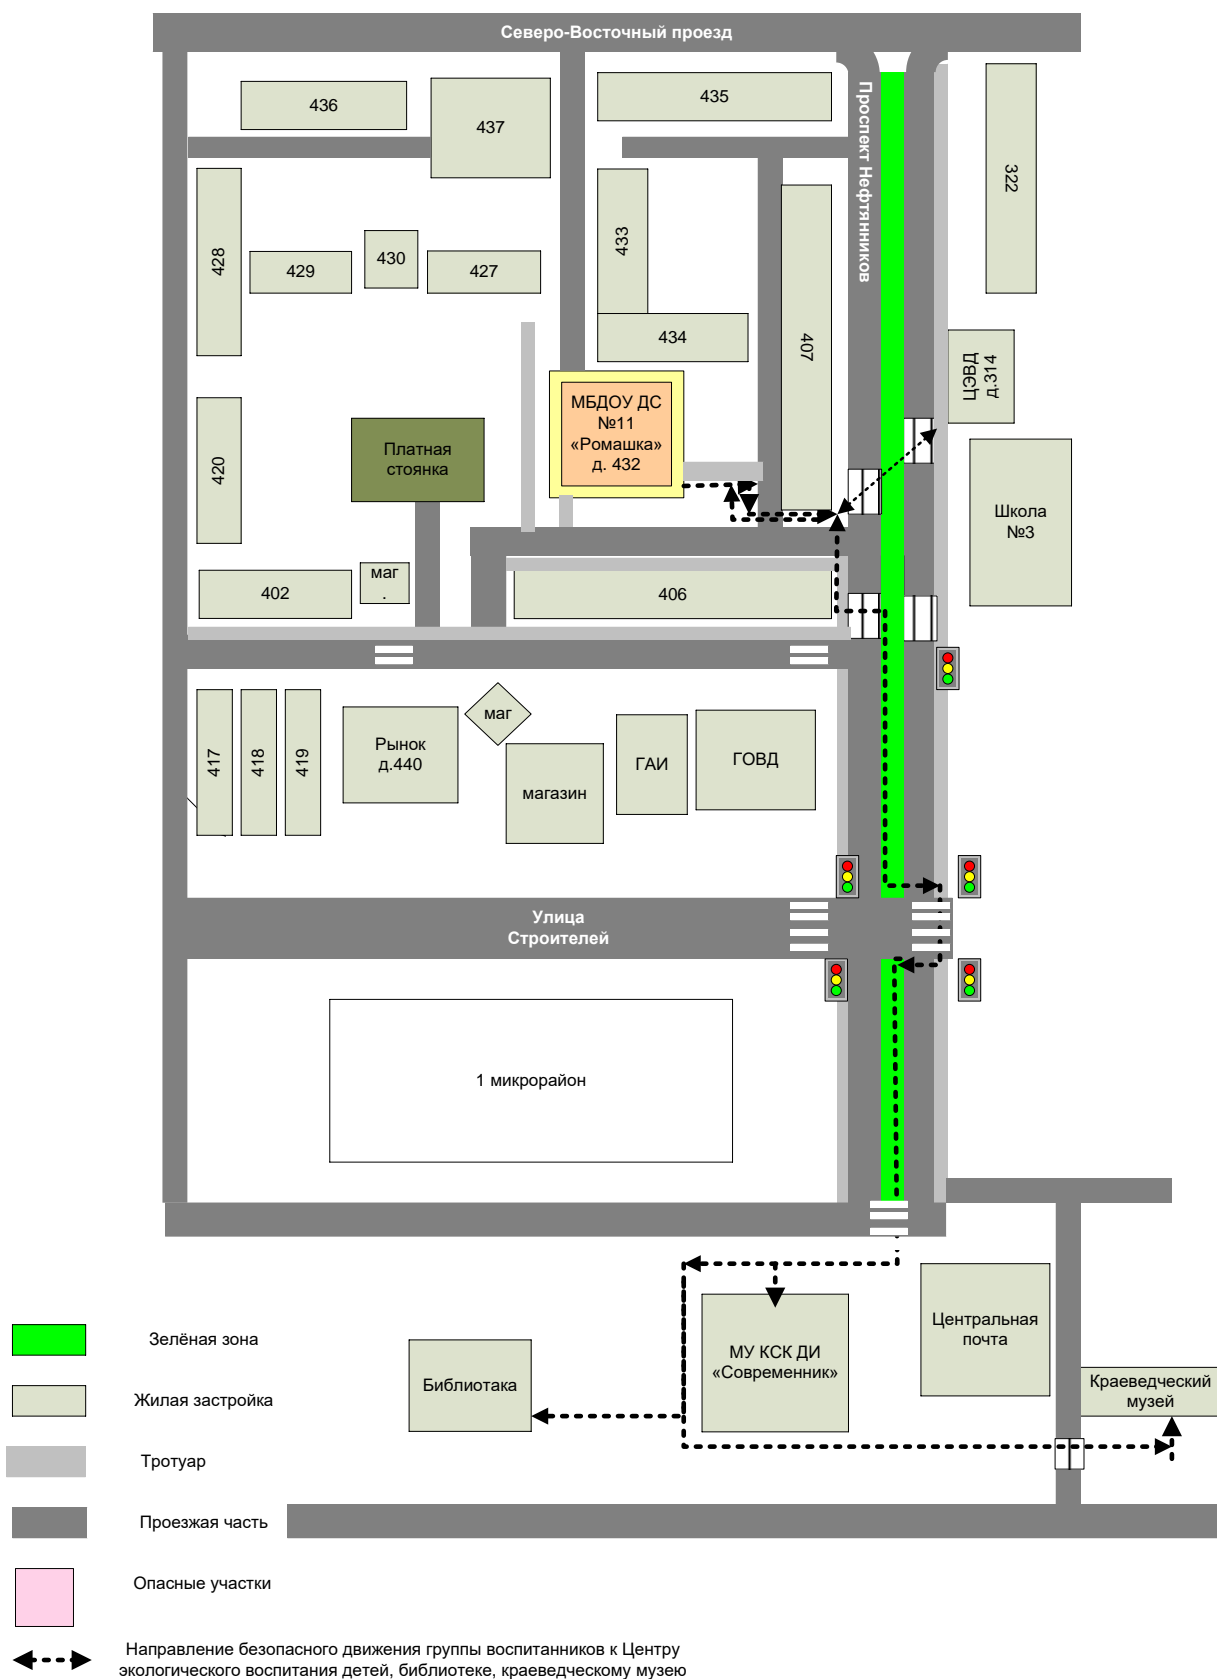 Северо-Восточный проезд
436
437
435
Проспект Нефтянников
322
428
429
430
427
433
434
407
ЦЭВД
д.314
МБДОУ ДС
№11
«Ромашка»
д. 432
Платная
стоянка
420
Школа
№3
402
маг
.
406
417
418
419
Рынок
д.440
маг
магазин
ГАИ
ГОВД
Улица
Строителей
1 микрорайон
Центральная
почта
МУ КСК ДИ
«Современник»
Библиотака
Краеведческий
музей
Зелёная зона
Жилая застройка
Тротуар
Проезжая часть
Опасные участки
Направление безопасного движения группы воспитанников к Центру
экологического воспитания детей, библиотеке, краеведческому музею